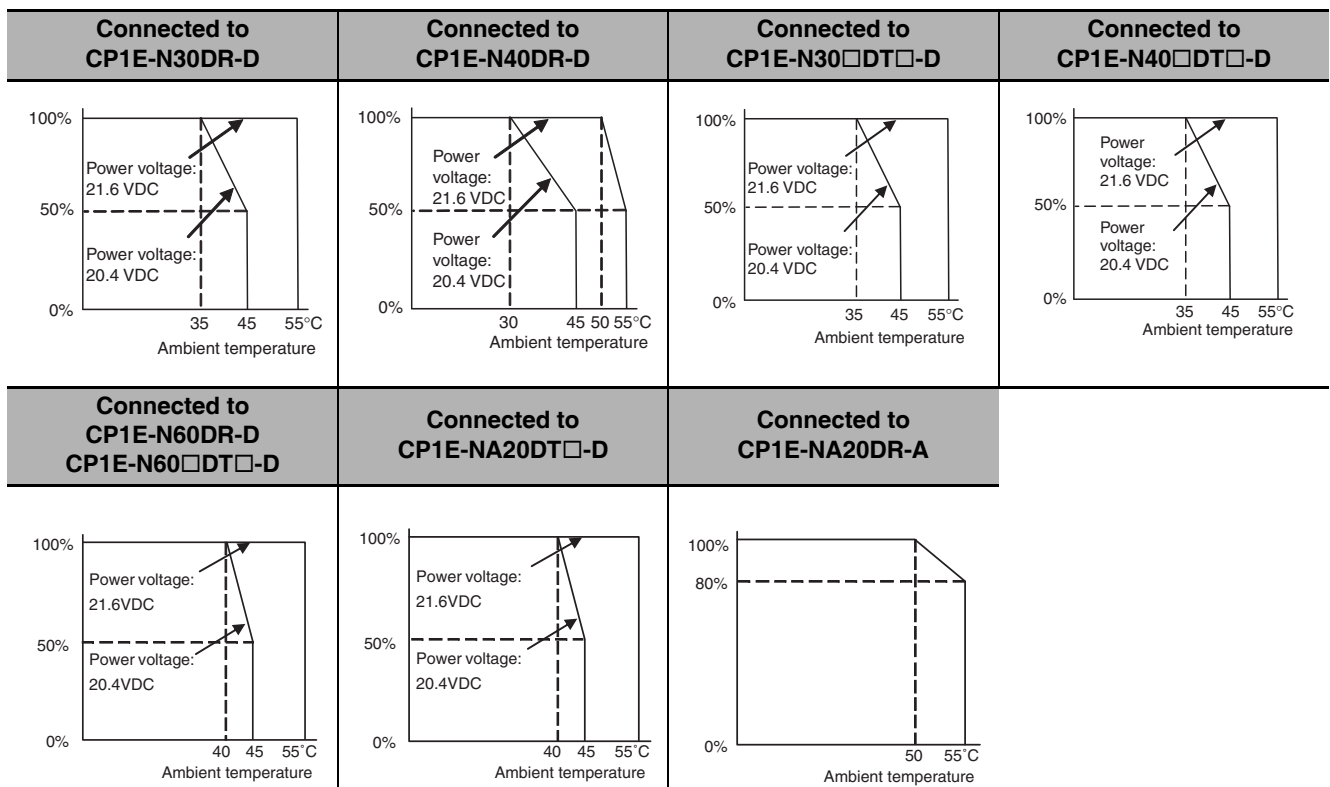 Connected to
CP1E-N30DR-D
Connected to
CP1E-N40DR-D
Connected to
CP1E-N30□DT□-D
Connected to
CP1E-N40□DT□-D
100%
Power voltage:
21.6 VDC
50%
Power voltage:
20.4 VDC
0%
35 45 55°C
Ambient temperature
100%
Power
voltage:
21.6 VDC
50%
Power
voltage:
20.4 VDC
0%
30 45 50 55°C
Ambient temperature
100%
Power voltage:
21.6 VDC
50%
Power voltage:
20.4 VDC
0%
35 45 55°C
Ambient temperature
100%
Power
voltage:
21.6 VDC
50%
Power
voltage:
20.4 VDC
0%
35 45 55°C
Ambient temperature
Connected to
CP1E-N60DR-D
CP1E-N60□DT□-D
Connected to
CP1E-NA20DT□-D
Connected to
CP1E-NA20DR-A
100%
Power voltage:
21.6VDC
50%
Power voltage:
20.4VDC
0%
40 45 55˚C
Ambient temperature
100%
Power voltage:
21.6VDC
50%
Power voltage:
20.4VDC
0%
40 45 55˚C
Ambient temperature
100%
80%
0%
50 55˚C
Ambient temperature